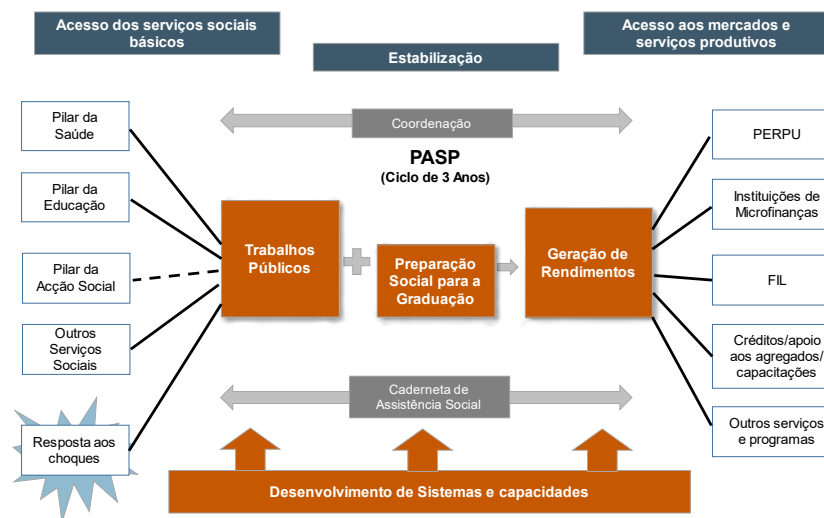 Acesso dos serviços sociais
básicos
Estabilização
Acesso aos mercados e
serviços produtivos
Pilar da
Saúde
Pilar da
Educação
Pilar da
Acção Social
Outros
Serviços
Sociais
Resposta aos
choques
Coordenação
PASP
(Ciclo de 3 Anos)
Trabalhos
Públicos
Preparação
Social para a
Graduação
Geração de
Rendimentos
Caderneta de
Assistência Social
PERPU
Instituições de
Microfinanças
FIL
Créditos/apoio
aos agregados/
capacitações
Outros serviços
e programas
Desenvolvimento de Sistemas e capacidades